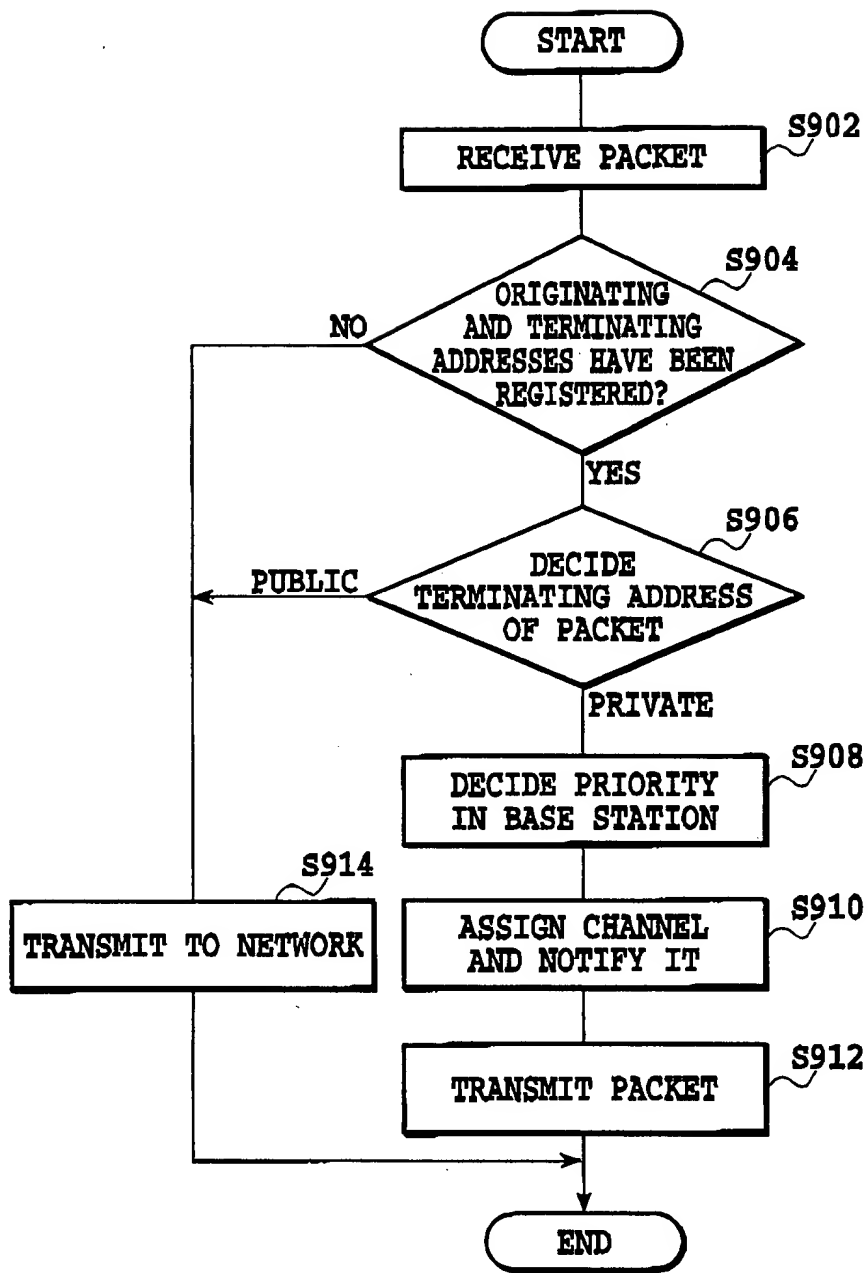 START
S902
RECEIVE PACKET
S904
ORIGINATING
AND TERMINATING
ADDRESSES HAVE BEEN
REGISTERED?
NO
YES
S906
DECIDE
TERMINATING ADDRESS
OF PACKET
PUBLIC
PRIVATE
S908
DECIDE PRIORITY
IN BASE STATION
S914
TRANSMIT TO NETWORK
S910
ASSIGN CHANNEL
AND NOTIFY IT
S912
TRANSMIT PACKET
END